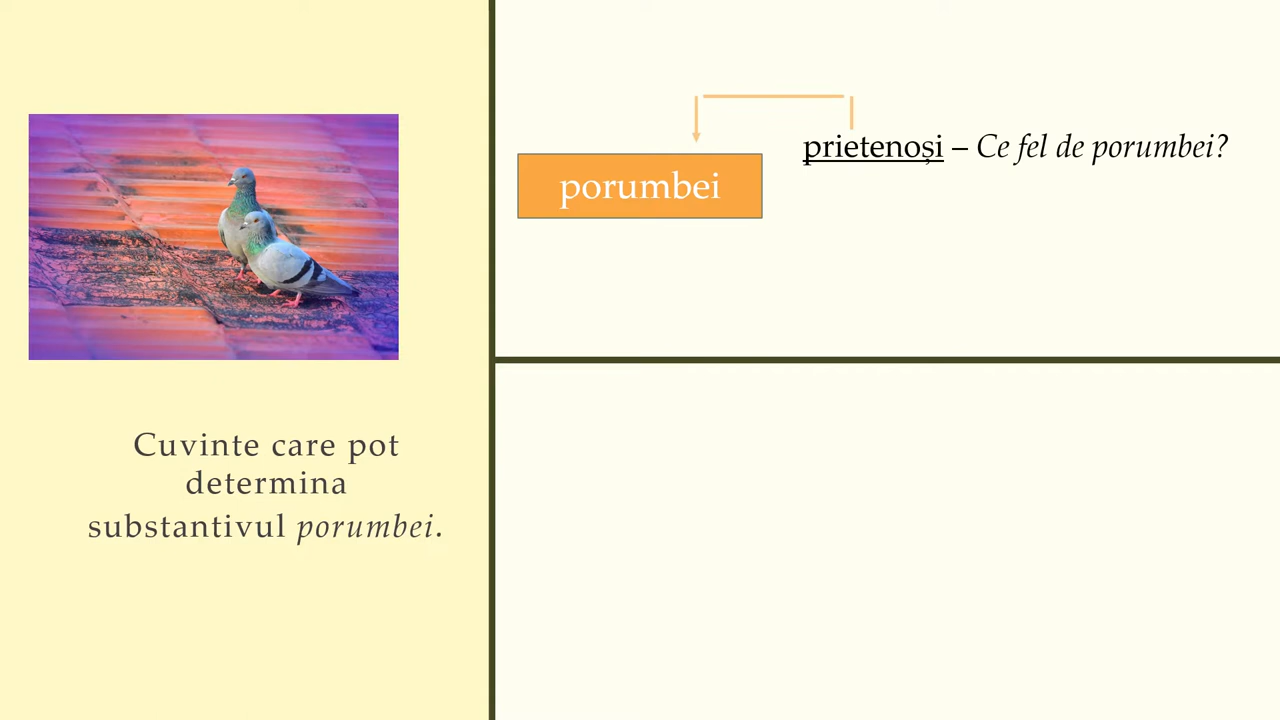 Cuvinte care pot
determina
substantivul porumbei.
porumbei
prietenoși – Ce fel de porumbei?